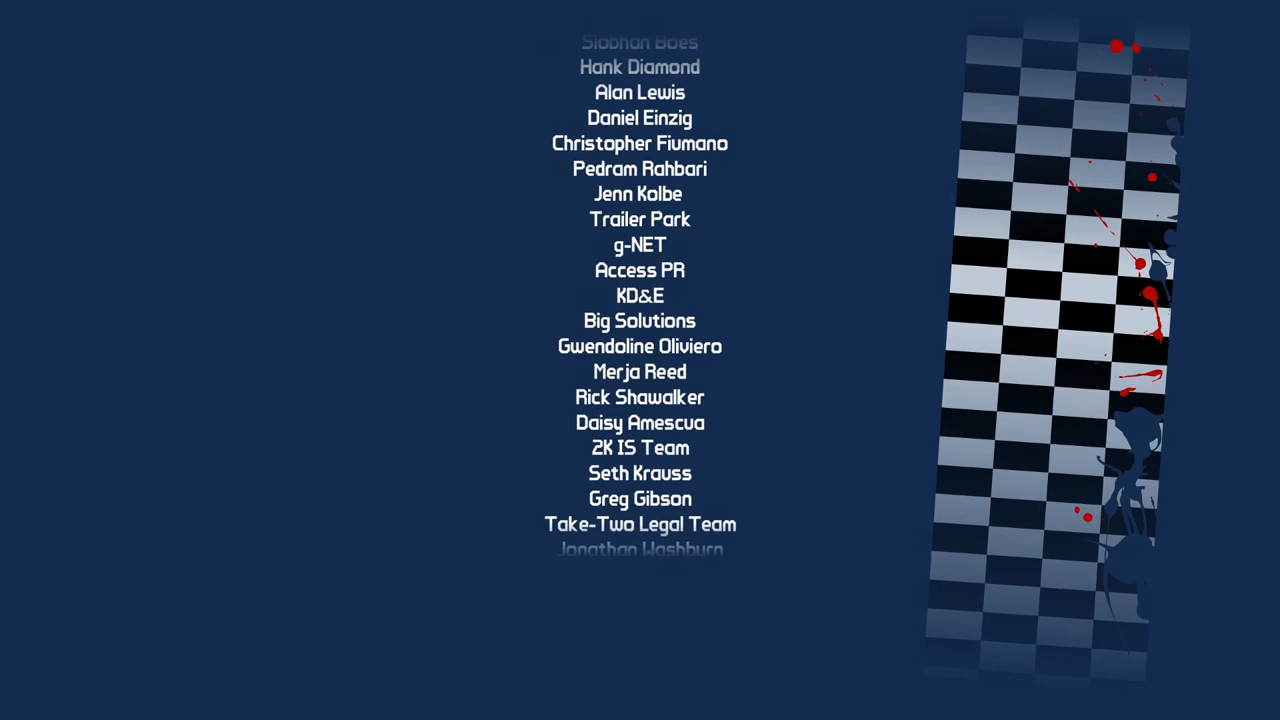 Siobhan Boes
Hank Diamond
Alan Lewis
Daniel Einzig
Christopher Fiumano
Pedram Rahbari
Jenn Kolbe
Trailer Park
g-NET
Access PR
KD&E
Big Solutions
Gwendoline Oliviero
Merja Reed
Rick Shawalker
Daisy Amescua
2K IS Team
Seth Krauss
Greg Gibson
Take-Two Legal Team
Jonathan Washburn